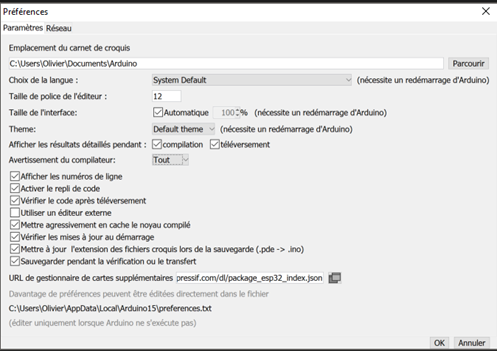 Préférences
Paramètres Réseau
Emplacement du carnet de croquis
C:\Users\Olivier\Documents\Arduino Parcourir
Choix de la langue : System Default (nécessite un redémarrage d'Arduino)
Taille de police de l'éditeur : 12
Taille de l'interface: Automatique 100 % (nécessite un redémarrage d'Arduino)
Theme: Default theme (nécessite un redémarrage d'Arduino)
Afficher les résultats détaillés pendant : compilation téléversement
Avertissement du compilateur: Tout
Afficher les numéros de ligne
Activer le repli de code
Vérifier le code après téléversement
Utiliser un éditeur externe
Mettre agressivement en cache le noyau compilé
Vérifier les mises à jour au démarrage
Mettre à jour l'extension des fichiers croquis lors de la sauvegarde (.pde -> .ino)
Sauvegarder pendant la vérification ou le transfert
URL de gestionnaire de cartes supplémentaires pressif.com/dl/package_esp32_index.json
Davantage de préférences peuvent être éditées directement dans le fichier
C:\Users\Olivier\AppData\Local\Arduino15\preferences.txt
(éditer uniquement lorsque Arduino ne s'exécute pas)
OK Annuler